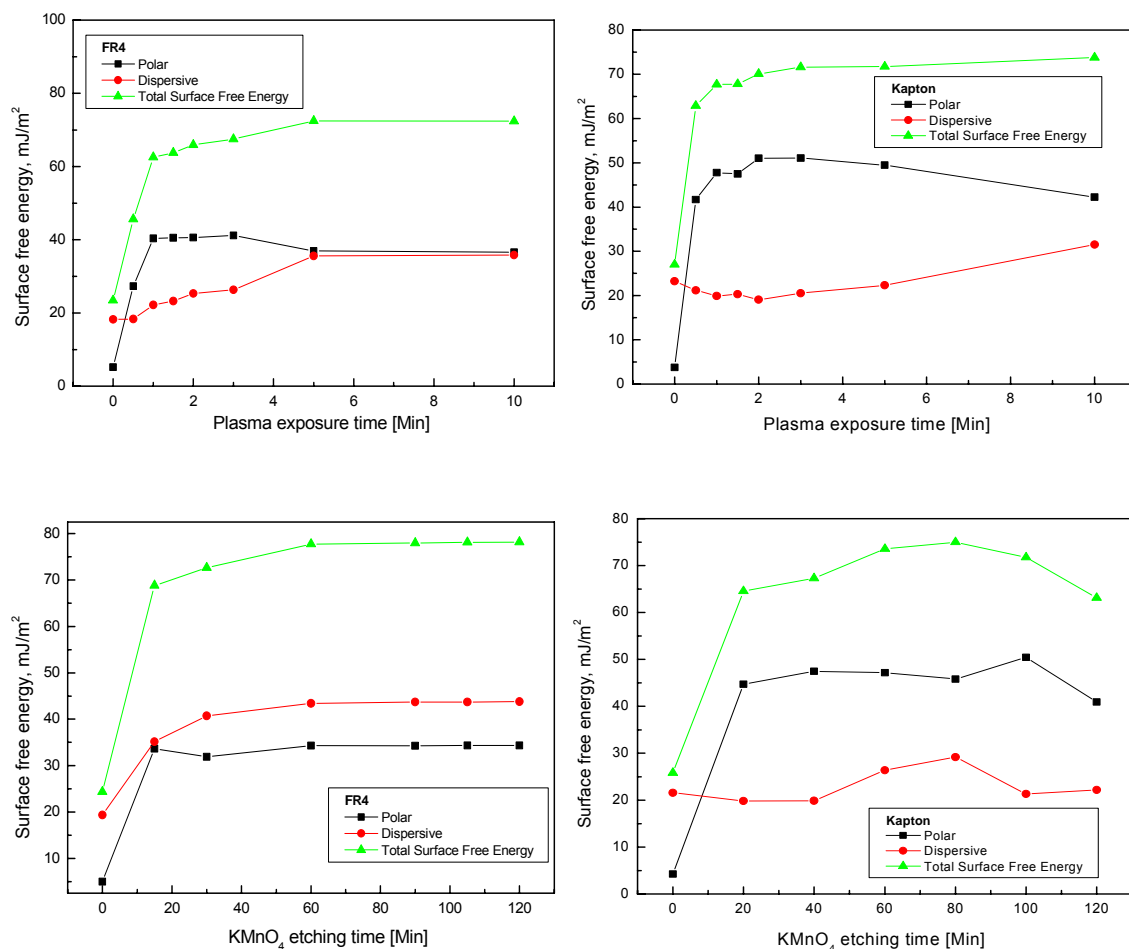 FR4
Polar
Dispersive
Total Surface Free Energy
100
80
60
40
20
0
Surface free energy, mJ/m²
0 2 4 6 8 10
Plasma exposure time [Min]
Kapton
Polar
Dispersive
Total Surface Free Energy
80
70
60
50
40
30
20
10
0
Surface free energy, mJ/m²
0 2 4 6 8 10
Plasma exposure time [Min]
80
70
60
50
40
30
20
10
Surface free energy, mJ/m²
FR4
Polar
Dispersive
Total Surface Free Energy
0 20 40 60 80 100 120
KMnO₄ etching time [Min]
80
70
60
50
40
30
20
10
0
Surface free energy, mJ/m²
Kapton
Polar
Dispersive
Total Surface Free Energy
0 20 40 60 80 100 120
KMnO₄ etching time [Min]